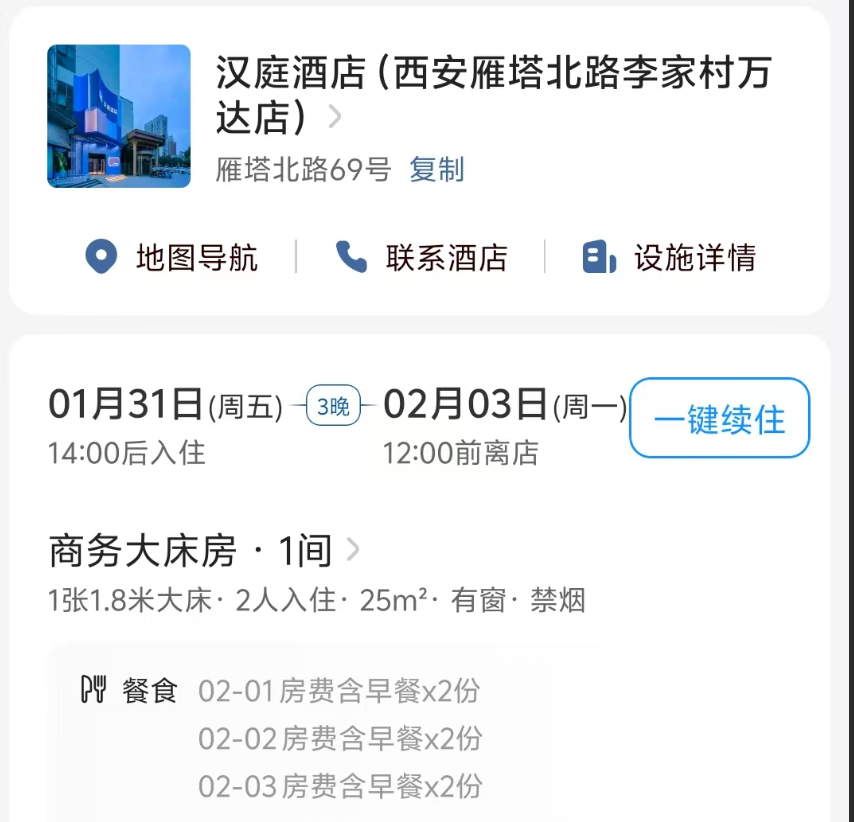 汉庭酒店(西安雁塔北路李家村万
达店)
雁塔北路69号 复制
地图导航 联系酒店 设施详情
01月31日(周五) 3晚 02月03日(周一) 一键续住
14:00后入住 12:00前离店
商务大床房 · 1间
1张1.8米大床· 2人入住· 25m²· 有窗· 禁烟
餐食 02-01房费含早餐x2份
02-02房费含早餐x2份
02-03房费含早餐x2份